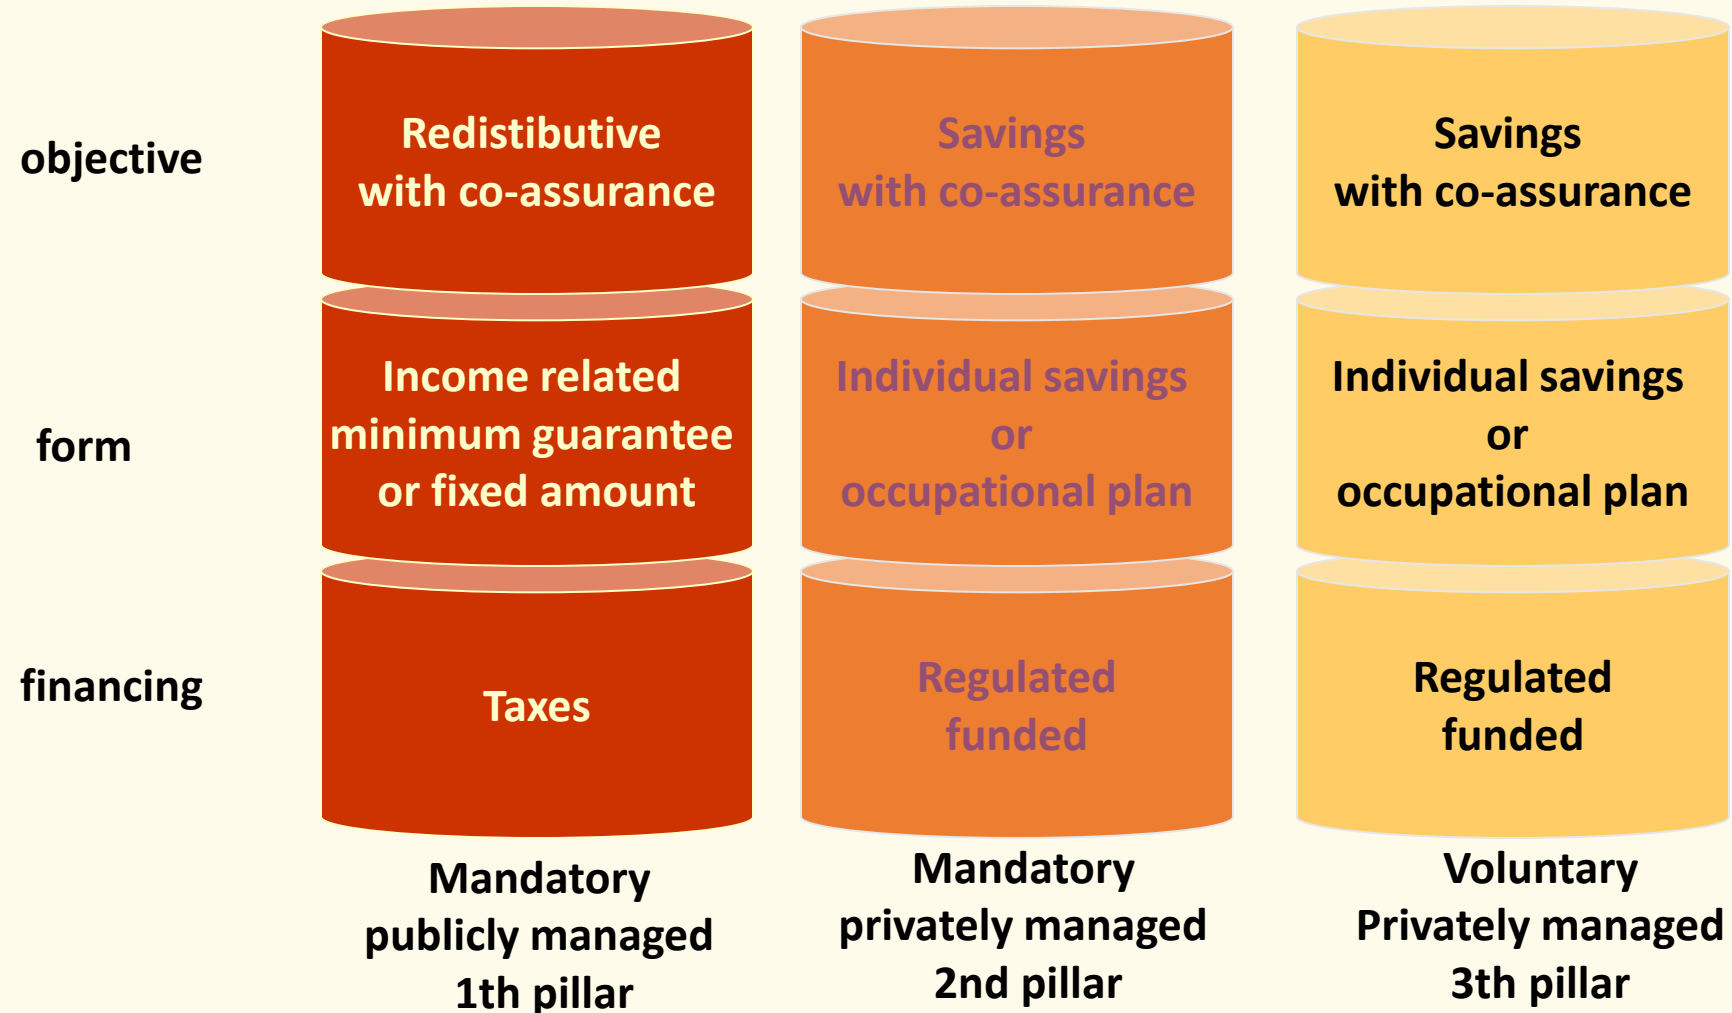 objective
Redistibutive
with co-assurance
Savings
with co-assurance
Savings
with co-assurance
form
Income related
minimum guarantee
or fixed amount
Individual savings
or
occupational plan
Individual savings
or
occupational plan
financing
Taxes
Regulated
funded
Regulated
funded
Mandatory
publicly managed
1th pillar
Mandatory
privately managed
2nd pillar
Voluntary
Privately managed
3th pillar